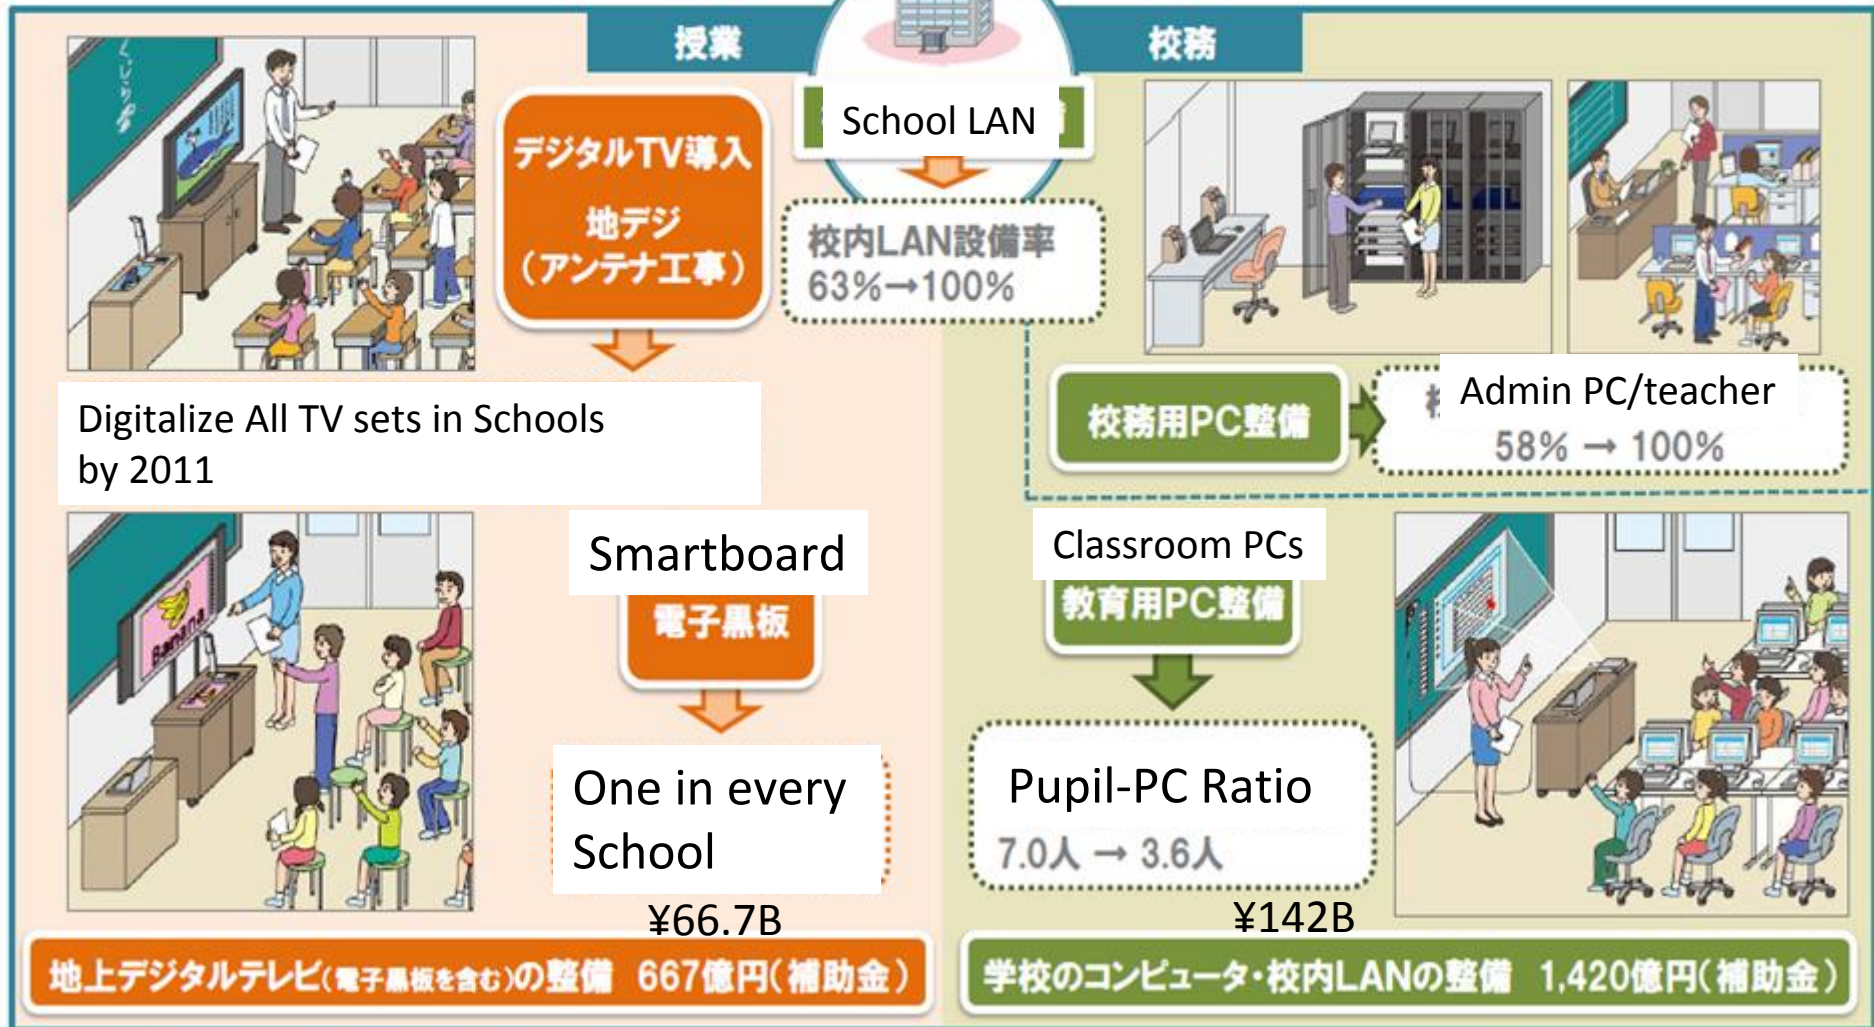 授業
校務
くじら
School LAN
デジタルTV導入
地デジ
(アンテナ工事)
校内LAN設備率
63%→100%
Digitalize All TV sets in Schools
by 2011
校務用PC整備
Admin PC/teacher
58% → 100%
Smartboard
電子黒板
Banana
Classroom PCs
教育用PC整備
One in every
School
Pupil-PC Ratio
7.0人 → 3.6人
¥66.7B
¥142B
地上デジタルテレビ(電子黒板を含む)の整備 667億円(補助金)
学校のコンピュータ・校内LANの整備 1,420億円(補助金)